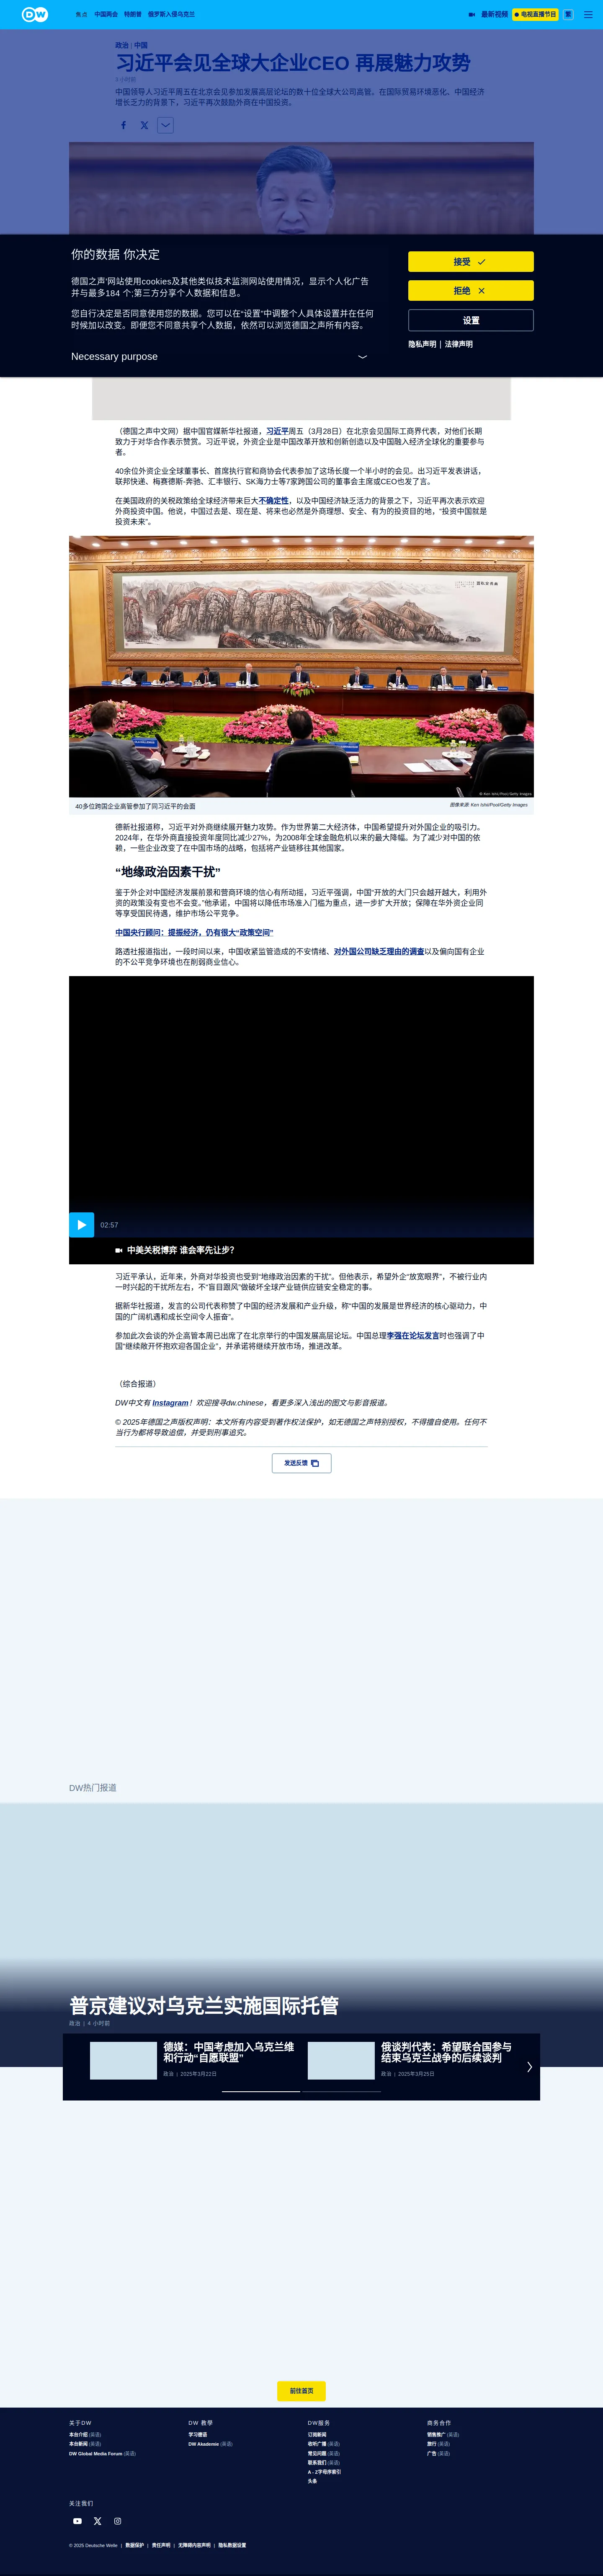 DW
焦点 中国两会 特朗普 俄罗斯入侵乌克兰
最新视频 电视直播节目 繁
政治 | 中国
习近平会见全球大企业CEO 再展魅力攻势
中国领导人习近平周五在北京会见参加发展高层论坛的数十位全球大公司高管。在国际贸易环境恶化、中国经济
增长乏力的背景下，习近平再次鼓励外商在中国投资。
你的数据 你决定
德国之声'网站使用cookies及其他类似技术监测网站使用情况，显示个人化广告
并与最多184 个;第三方分享个人数据和信息。
您自行决定是否同意使用您的数据。您可以在“设置”中调整个人具体设置并在任何
时候加以改变。即便您不同意共享个人数据，依然可以浏览德国之声所有内容。
Necessary purpose
接受
拒绝
设置
隐私声明 | 法律声明
（德国之声中文网）据中国官媒新华社报道，习近平周五（3月28日）在北京会见国际工商界代表，对他们长期
致力于对华合作表示赞赏。习近平说，外资企业是中国改革开放和创新创造以及中国融入经济全球化的重要参与
者。
40余位外资企业全球董事长、首席执行官和商协会代表参加了这场长度一个半小时的会见。出习近平发表讲话，
联邦快递、梅赛德斯-奔驰、汇丰银行、SK海力士等7家跨国公司的董事会主席或CEO也发了言。
在美国政府的关税政策给全球经济带来巨大不确定性，以及中国经济缺乏活力的背景之下，习近平再次表示欢迎
外商投资中国。他说，中国过去是、现在是、将来也必然是外商理想、安全、有为的投资目的地，“投资中国就是
投资未来”。
© Ken Ishii/Pool/Getty Images
40多位跨国企业高管参加了同习近平的会面
图像来源: Ken Ishii/Pool/Getty Images
德新社报道称，习近平对外商继续展开魅力攻势。作为世界第二大经济体，中国希望提升对外国企业的吸引力。
2024年，在华外商直接投资年度同比减少27%，为2008年全球金融危机以来的最大降幅。为了减少对中国的依
赖，一些企业改变了在中国市场的战略，包括将产业链移往其他国家。
“地缘政治因素干扰”
鉴于外企对中国经济发展前景和营商环境的信心有所动摇，习近平强调，中国“开放的大门只会越开越大，利用外
资的政策没有变也不会变。”他承诺，中国将以降低市场准入门槛为重点，进一步扩大开放；保障在华外资企业同
等享受国民待遇，维护市场公平竞争。
中国央行顾问：提振经济，仍有很大“政策空间”
路透社报道指出，一段时间以来，中国收紧监管造成的不安情绪、对外国公司缺乏理由的调查以及偏向国有企业
的不公平竞争环境也在削弱商业信心。
02:57
中美关税博弈 谁会率先让步？
习近平承认，近年来，外商对华投资也受到“地缘政治因素的干扰”。但他表示，希望外企“放宽眼界”，不被行业内
一时兴起的干扰所左右，不“盲目跟风”做破坏全球产业链供应链安全稳定的事。
据新华社报道，发言的公司代表称赞了中国的经济发展和产业升级，称“中国的发展是世界经济的核心驱动力，中
国的广阔机遇和成长空间令人振奋”。
参加此次会谈的外企高管本周已出席了在北京举行的中国发展高层论坛。中国总理李强在论坛发言时也强调了中
国“继续敞开怀抱欢迎各国企业”，并承诺将继续开放市场，推进改革。
（综合报道）
DW中文有 Instagram！欢迎搜寻dw.chinese，看更多深入浅出的图文与影音报道。
© 2025年德国之声版权声明：本文所有内容受到著作权法保护，如无德国之声特别授权，不得擅自使用。任何不
当行为都将导致追偿，并受到刑事追究。
发送反馈
DW热门报道
普京建议对乌克兰实施国际托管
政治 | 4 小时前
德媒：中国考虑加入乌克兰维
和行动“自愿联盟”
政治 | 2025年3月22日
俄谈判代表：希望联合国参与
结束乌克兰战争的后续谈判
政治 | 2025年3月25日
前往首页
关于DW
本台介绍 (英语)
本台新闻 (英语)
DW Global Media Forum (英语)
DW 教學
学习德语
DW Akademie (英语)
DW服务
订阅新闻
收听广播 (英语)
常见问题 (英语)
联系我们 (英语)
A - Z字母序索引
头条
商务合作
销售推广 (英语)
旅行 (英语)
广告 (英语)
关注我们
© 2025 Deutsche Welle | 数据保护 | 责任声明 | 无障碍内容声明 | 隐私数据设置